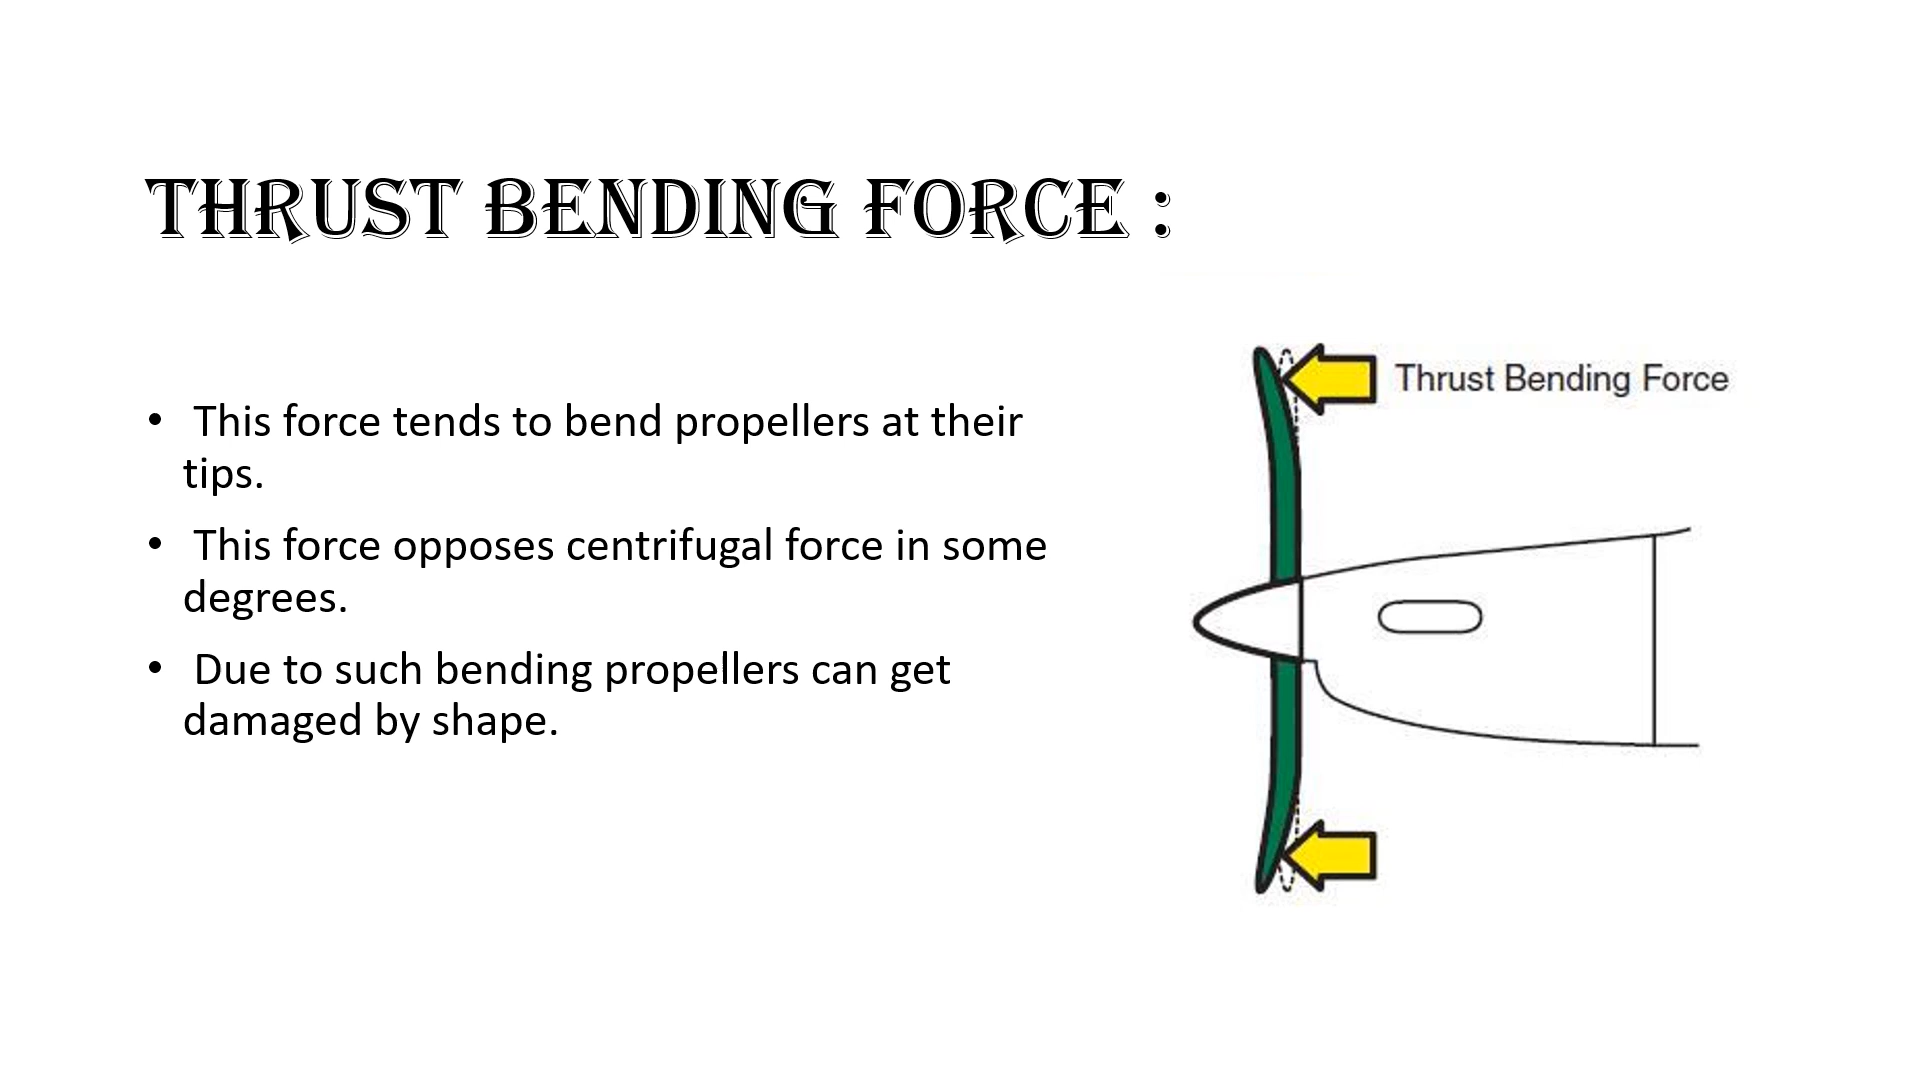 THRUST BENDING FORCE :
• This force tends to bend propellers at their
tips.
• This force opposes centrifugal force in some
degrees.
• Due to such bending propellers can get
damaged by shape.
Thrust Bending Force